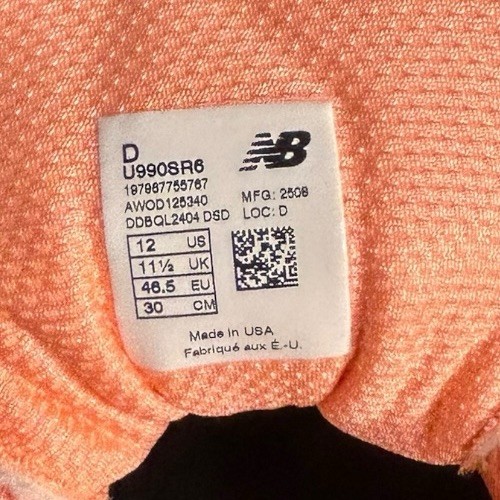 D
U990SR6
197967755767
AWOD125340
DDBQL2404 DSD
NB
MFG: 2508
LOC: D
12 US
11½ UK
46.5 EU
30 CM
Made in USA
Fabriqué aux É.-U.